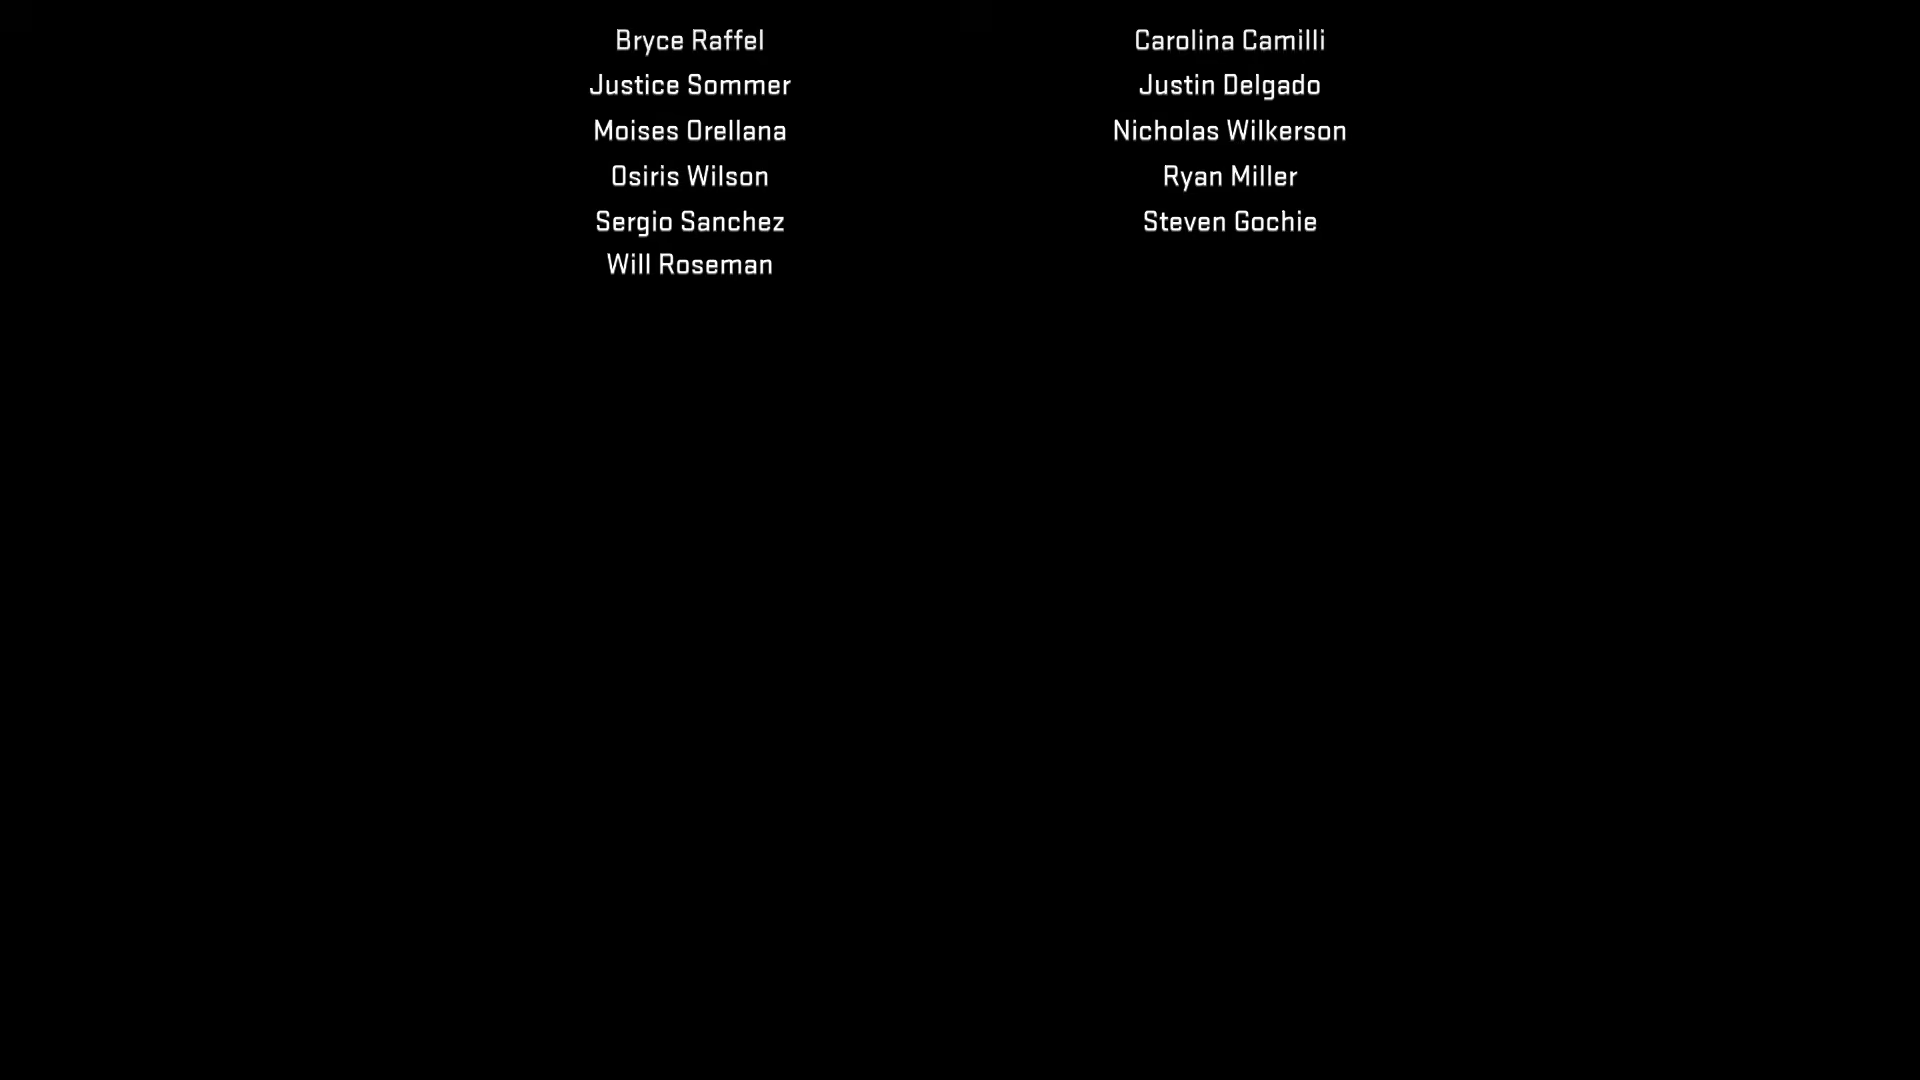 Bryce Raffel Carolina Camilli
Justice Sommer Justin Delgado
Moises Orellana Nicholas Wilkerson
Osiris Wilson Ryan Miller
Sergio Sanchez Steven Gochie
Will Roseman